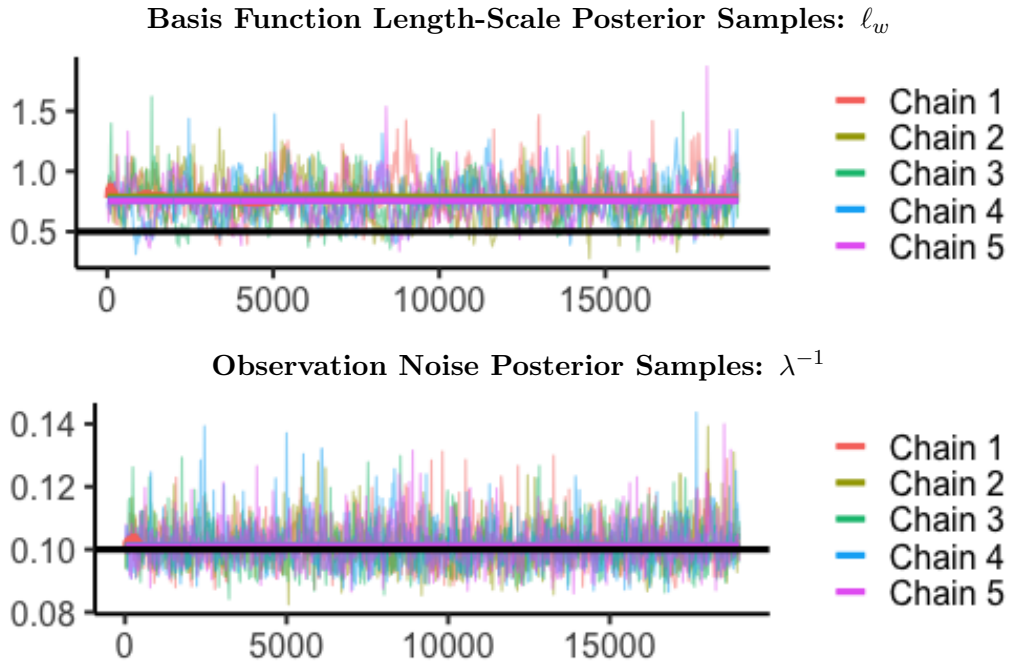 Basis Function Length-Scale Posterior Samples: ℓ_w
1.5
1.0
0.5
0 5000 10000 15000
Chain 1
Chain 2
Chain 3
Chain 4
Chain 5
Observation Noise Posterior Samples: λ⁻¹
0.14
0.12
0.10
0.08
0 5000 10000 15000
Chain 1
Chain 2
Chain 3
Chain 4
Chain 5